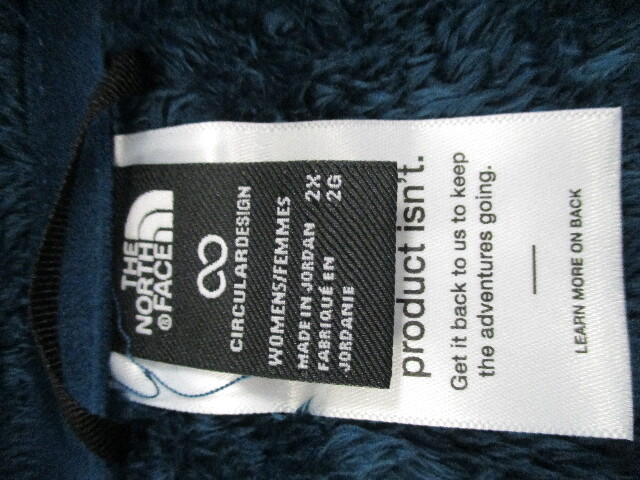 THE
NORTH
FACE®
CIRCULARDESIGN
WOMENS/FEMMES
MADE IN JORDAN 2X
FABRIQUÉ EN 2G
JORDANIE
product isn't.
Get it back to us to keep
the adventures going.
LEARN MORE ON BACK